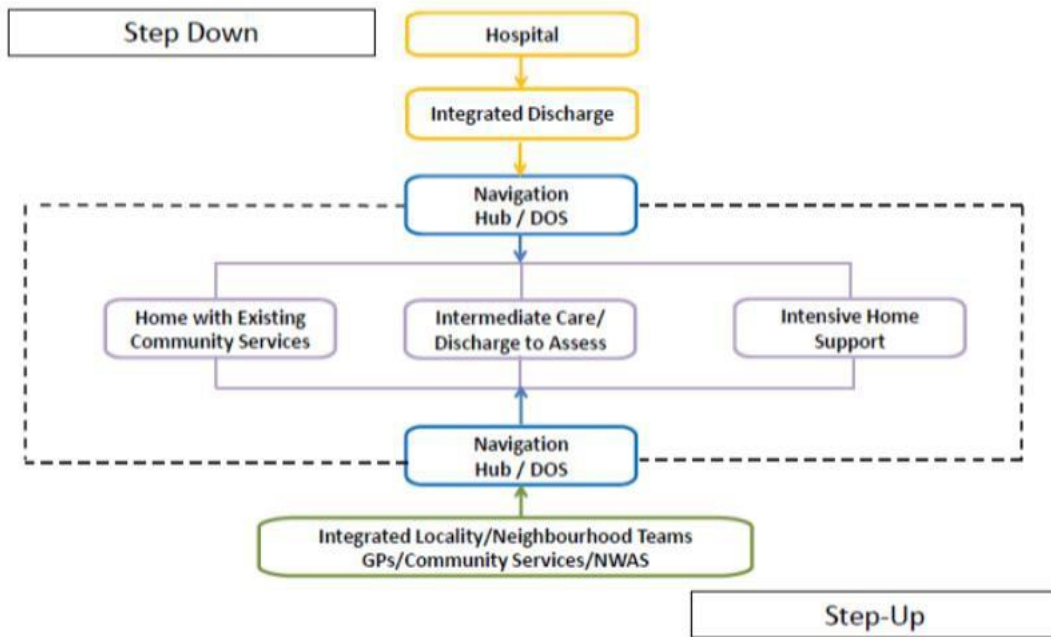 Step Down
Hospital
Integrated Discharge
Navigation
Hub / DOS
Home with Existing
Community Services
Intermediate Care/
Discharge to Assess
Intensive Home
Support
Navigation
Hub / DOS
Integrated Locality/Neighbourhood Teams
GPs/Community Services/NWAS
Step-Up